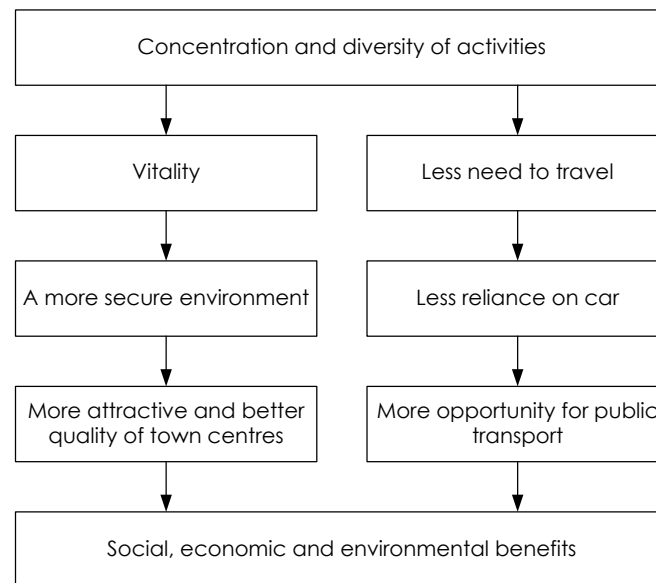 Concentration and diversity of activities
Vitality
Less need to travel
A more secure environment
Less reliance on car
More attractive and better
quality of town centres
More opportunity for public
transport
Social, economic and environmental benefits